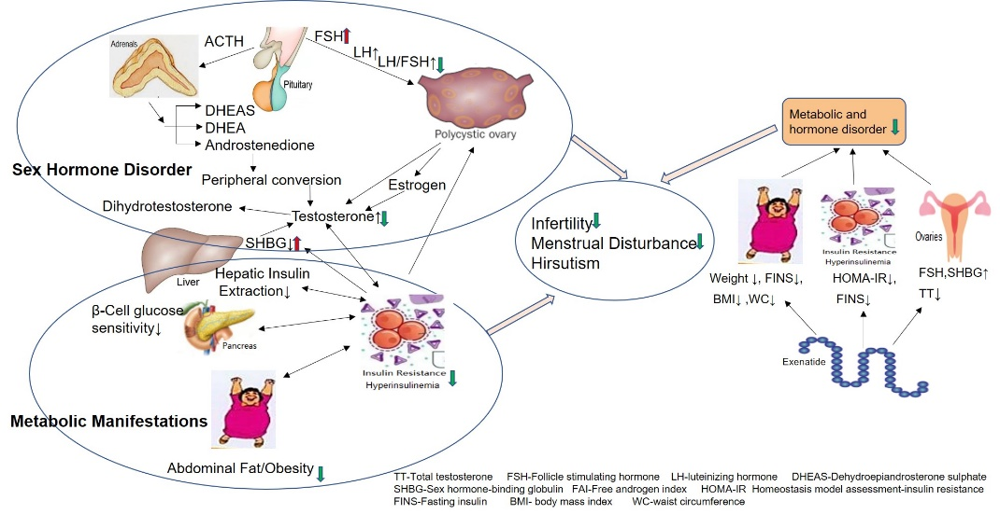 Adrenals
ACTH
FSH↑
LH↑
LH/FSH↑
Pituitary
DHEAS
DHEA
Androstenedione
Polycystic ovary
Sex Hormone Disorder
Peripheral conversion
Estrogen
Dihydrotestosterone
Testosterone↑
SHBG↓
Liver
Hepatic Insulin
Extraction↓
β-Cell glucose
sensitivity↓
Pancreas
Insulin Resistance
Hyperinsulinemia
Metabolic Manifestations
Abdominal Fat/Obesity
Infertility
Menstrual Disturbance
Hirsutism
Metabolic and
hormone disorder
Insulin Resistance
Hyperinsulinemia
Ovaries
Weight ↓, FINS↓,
BMI↓ ,WC↓
HOMA-IR↓,
FINS↓
FSH,SHBG↑
TT↓
Exenatide
TT-Total testosterone FSH-Follicle stimulating hormone LH-luteinizing hormone DHEAS-Dehydroepiandrosterone sulphate
SHBG-Sex hormone-binding globulin FAI-Free androgen index HOMA-IR Homeostasis model assessment-insulin resistance
FINS-Fasting insulin BMI- body mass index WC-waist circumference